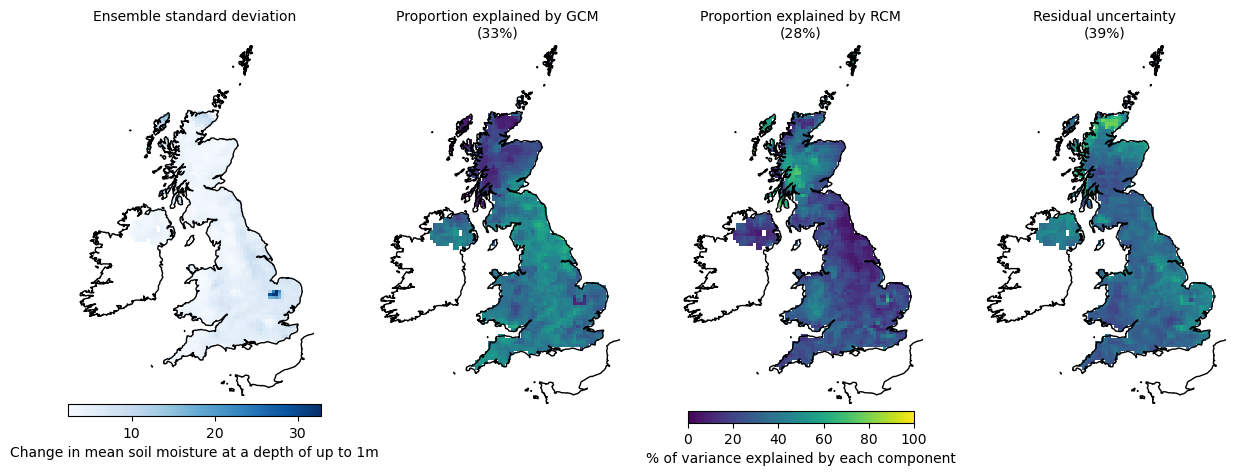 Ensemble standard deviation
Proportion explained by GCM
(33%)
Proportion explained by RCM
(28%)
Residual uncertainty
(39%)
10 20 30
Change in mean soil moisture at a depth of up to 1m
0 20 40 60 80 100
% of variance explained by each component